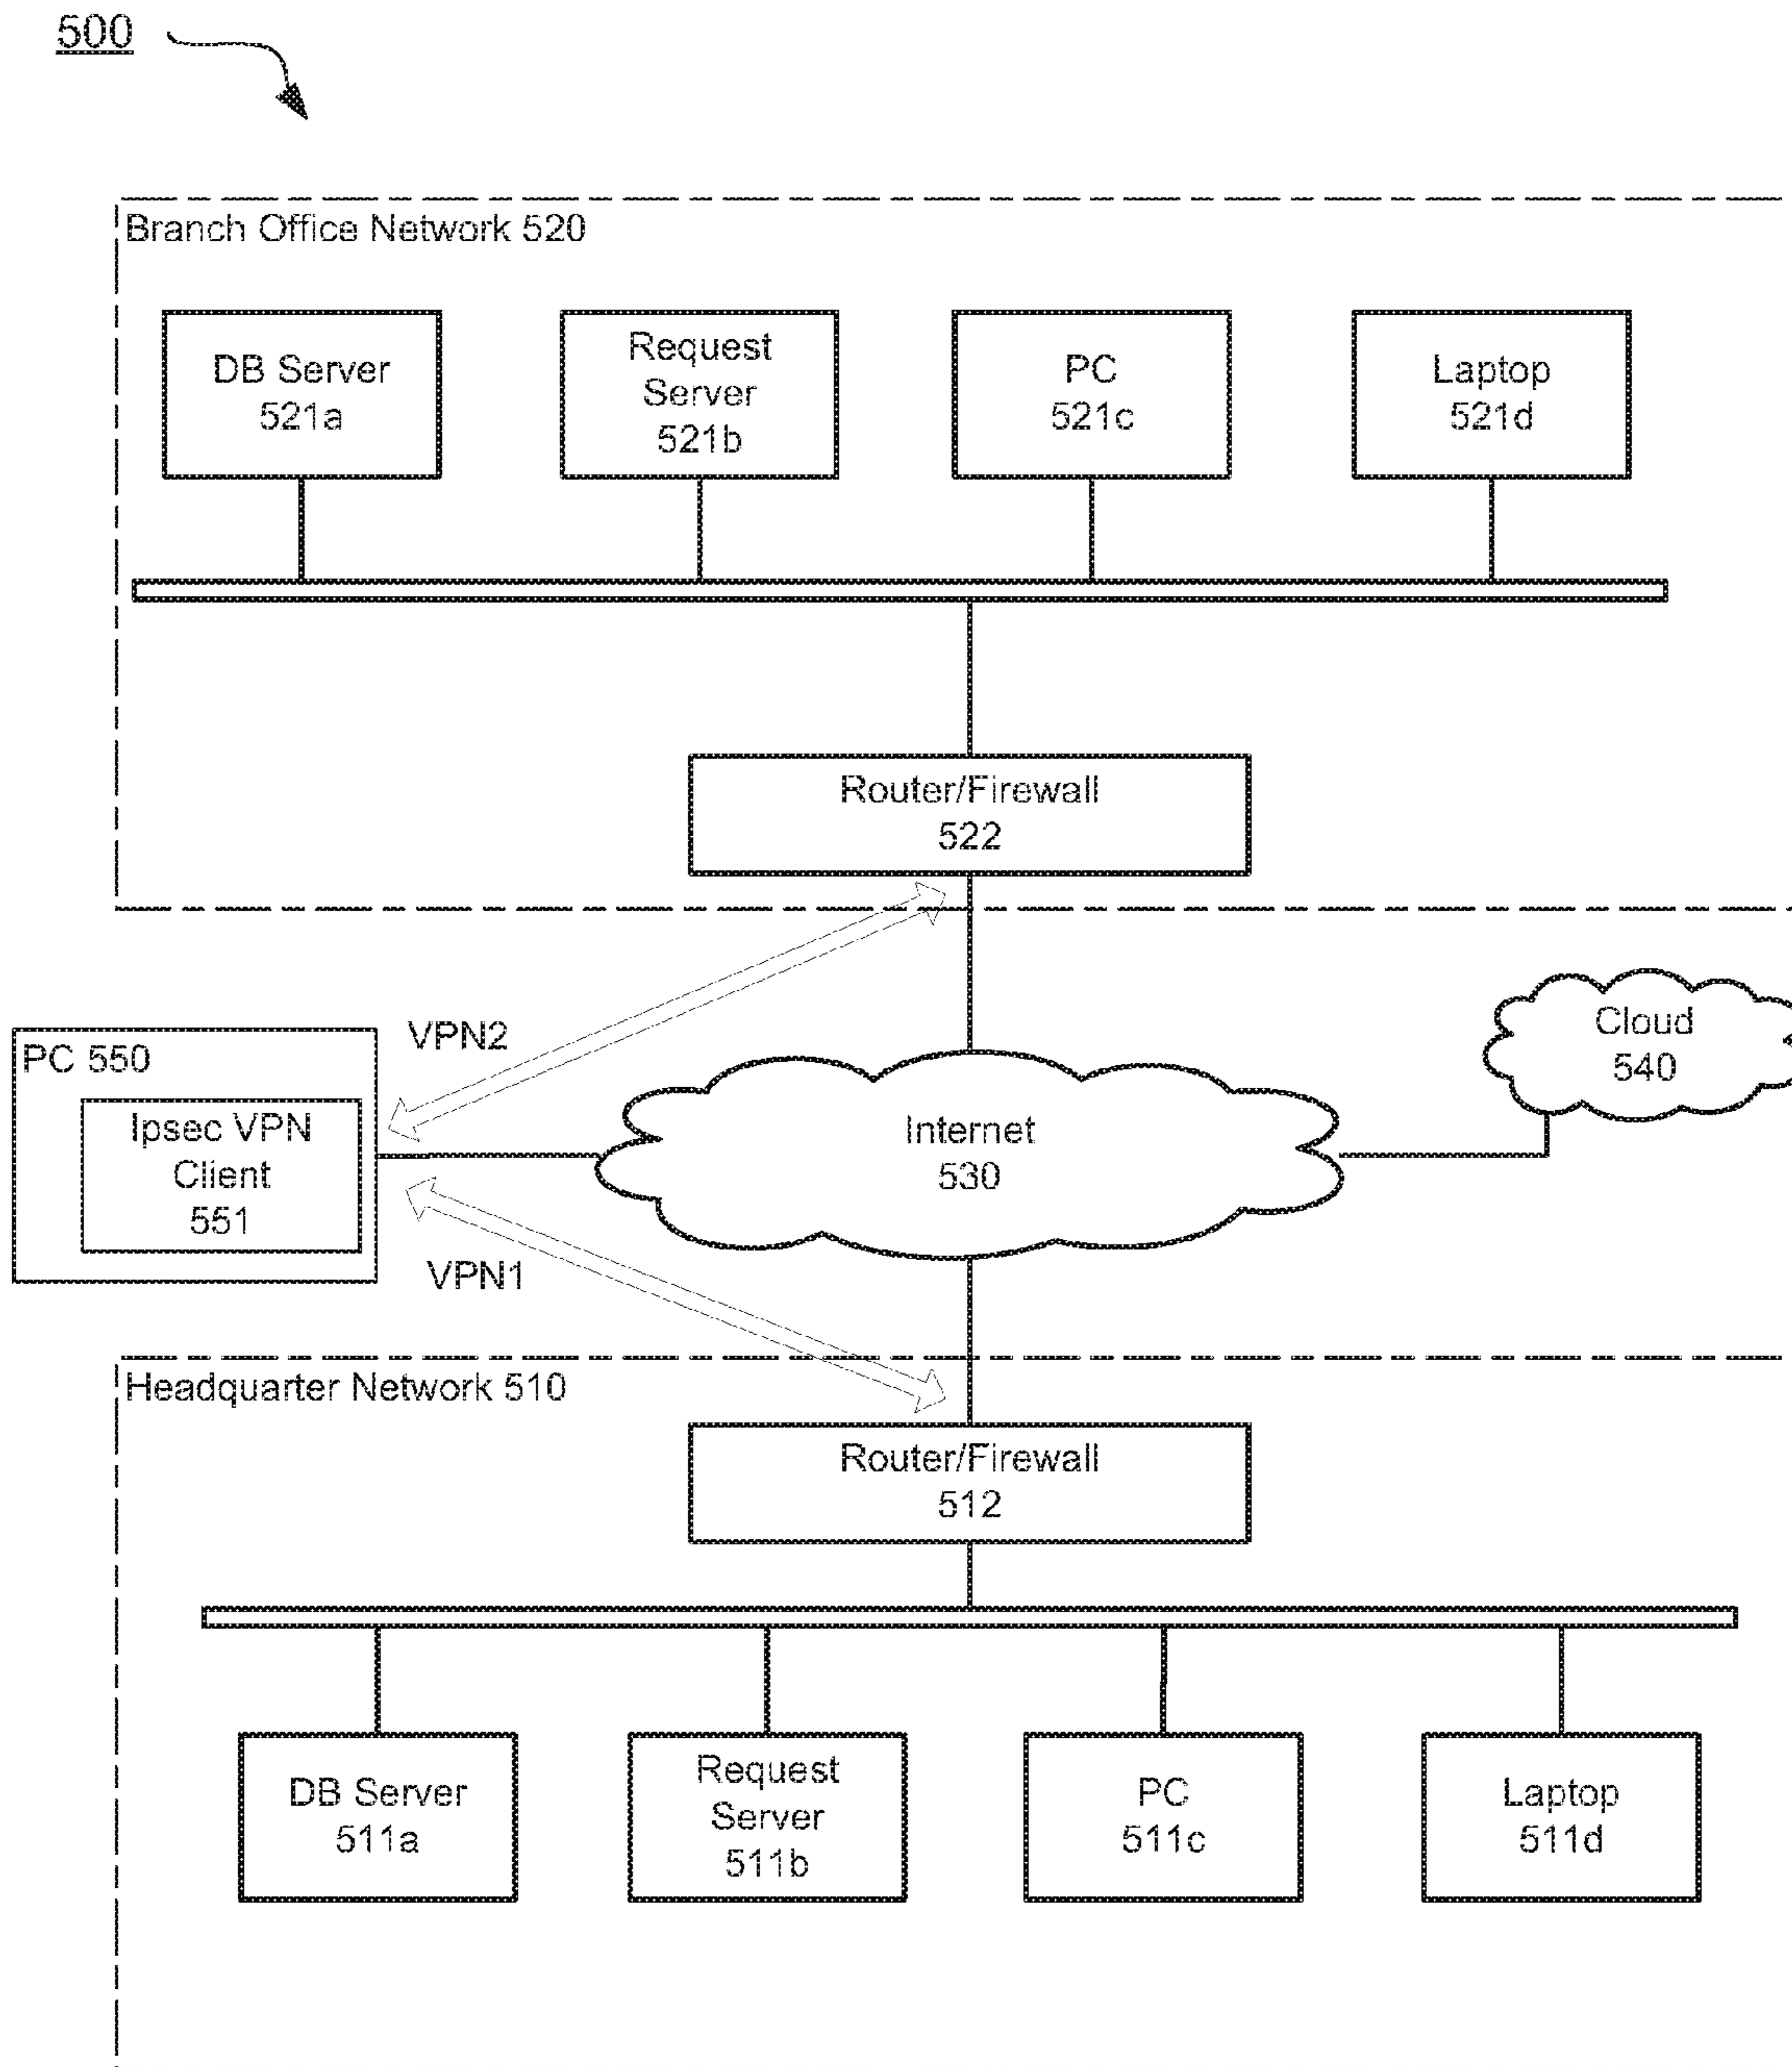 500
Branch Office Network 520
DB Server
521a
Request
Server
521b
PC
521c
Laptop
521d
Router/Firewall
522
VPN2
Cloud
540
PC 550
Ipsec VPN
Client
551
Internet
530
VPN1
Headquarter Network 510
Router/Firewall
512
DB Server
511a
Request
Server
511b
PC
511c
Laptop
511d